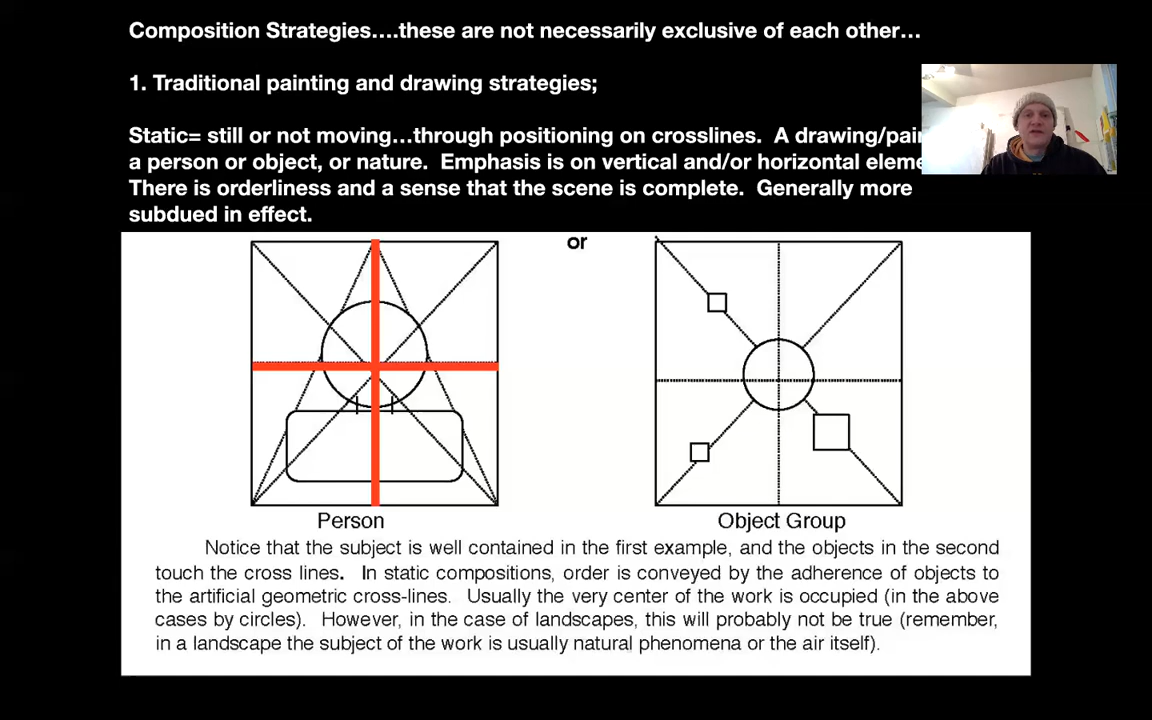 Composition Strategies....these are not necessarily exclusive of each other...
1. Traditional painting and drawing strategies;
Static= still or not moving...through positioning on crosslines. A drawing/pai
a person or object, or nature. Emphasis is on vertical and/or horizontal eleme
There is orderliness and a sense that the scene is complete. Generally more
subdued in effect.
or
Person
Object Group
Notice that the subject is well contained in the first example, and the objects in the second
touch the cross lines. In static compositions, order is conveyed by the adherence of objects to
the artificial geometric cross-lines. Usually the very center of the work is occupied (in the above
cases by circles). However, in the case of landscapes, this will probably not be true (remember,
in a landscape the subject of the work is usually natural phenomena or the air itself).